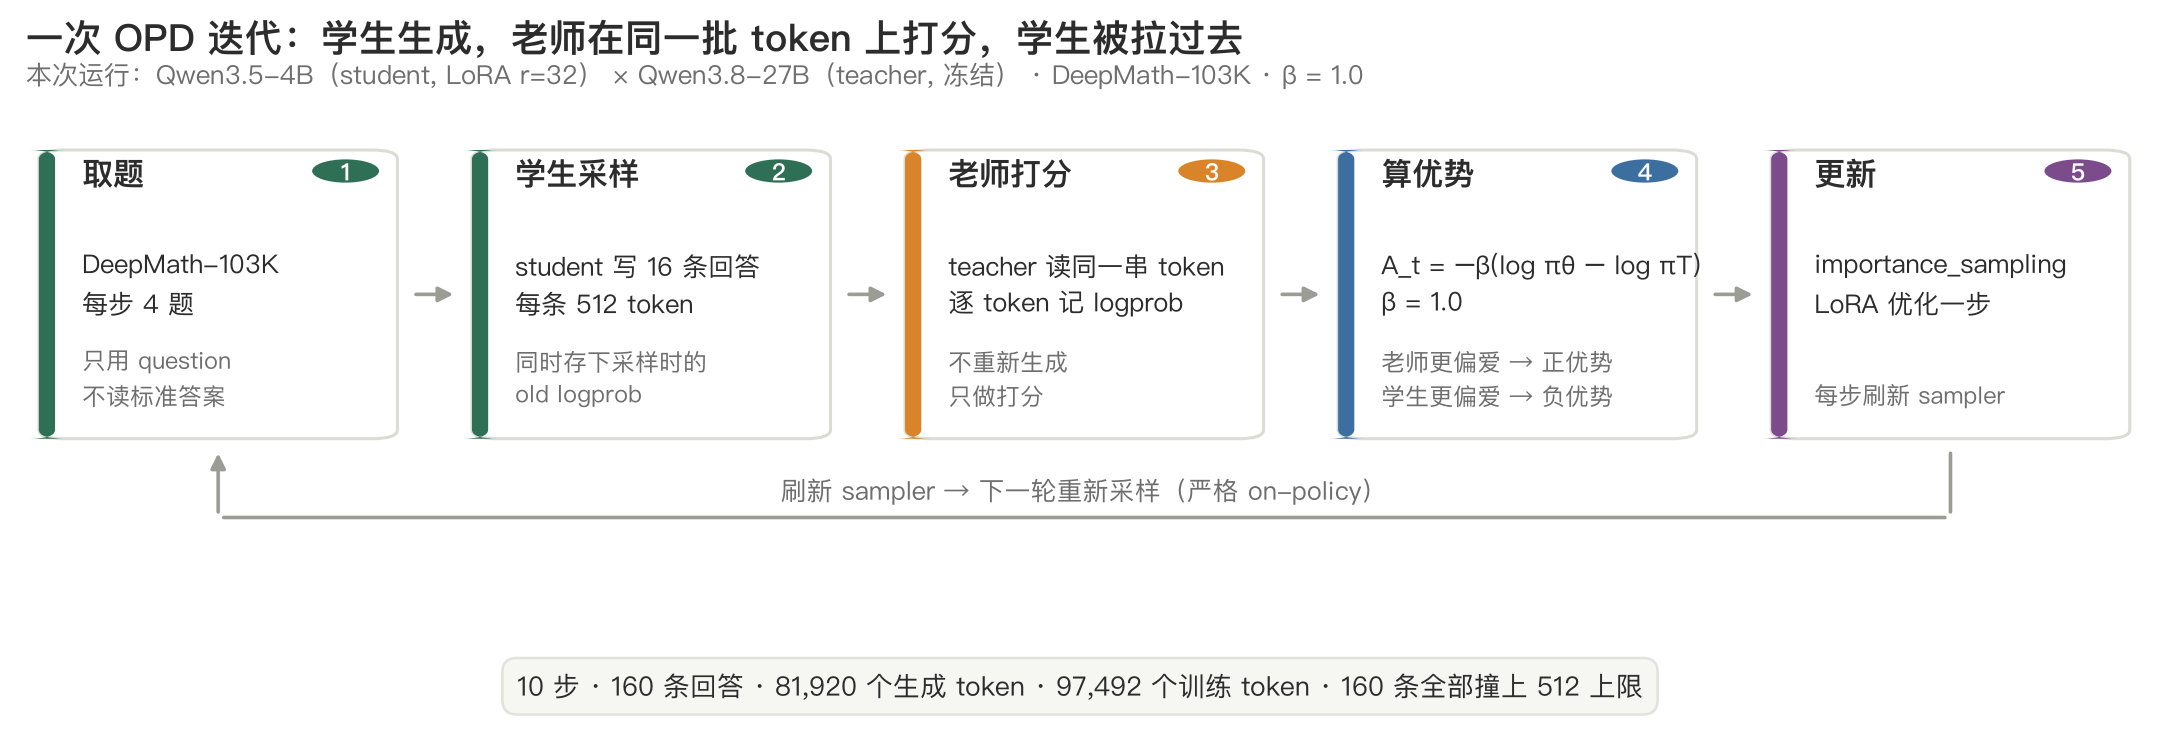 一次 OPD 迭代：学生生成，老师在同一批 token 上打分，学生被拉过去
本次运行：Qwen3.5-4B（student, LoRA r=32） × Qwen3.8-27B（teacher, 冻结） · DeepMath-103K · β = 1.0
取题
1
DeepMath-103K
每步 4 题
只用 question
不读标准答案
学生采样
2
student 写 16 条回答
每条 512 token
同时存下采样时的
old logprob
老师打分
3
teacher 读同一串 token
逐 token 记 logprob
不重新生成
只做打分
算优势
4
A_t = −β(log πθ − log πT)
β = 1.0
老师更偏爱 → 正优势
学生更偏爱 → 负优势
更新
5
importance_sampling
LoRA 优化一步
每步刷新 sampler
刷新 sampler → 下一轮重新采样（严格 on-policy）
10 步 · 160 条回答 · 81,920 个生成 token · 97,492 个训练 token · 160 条全部撞上 512 上限